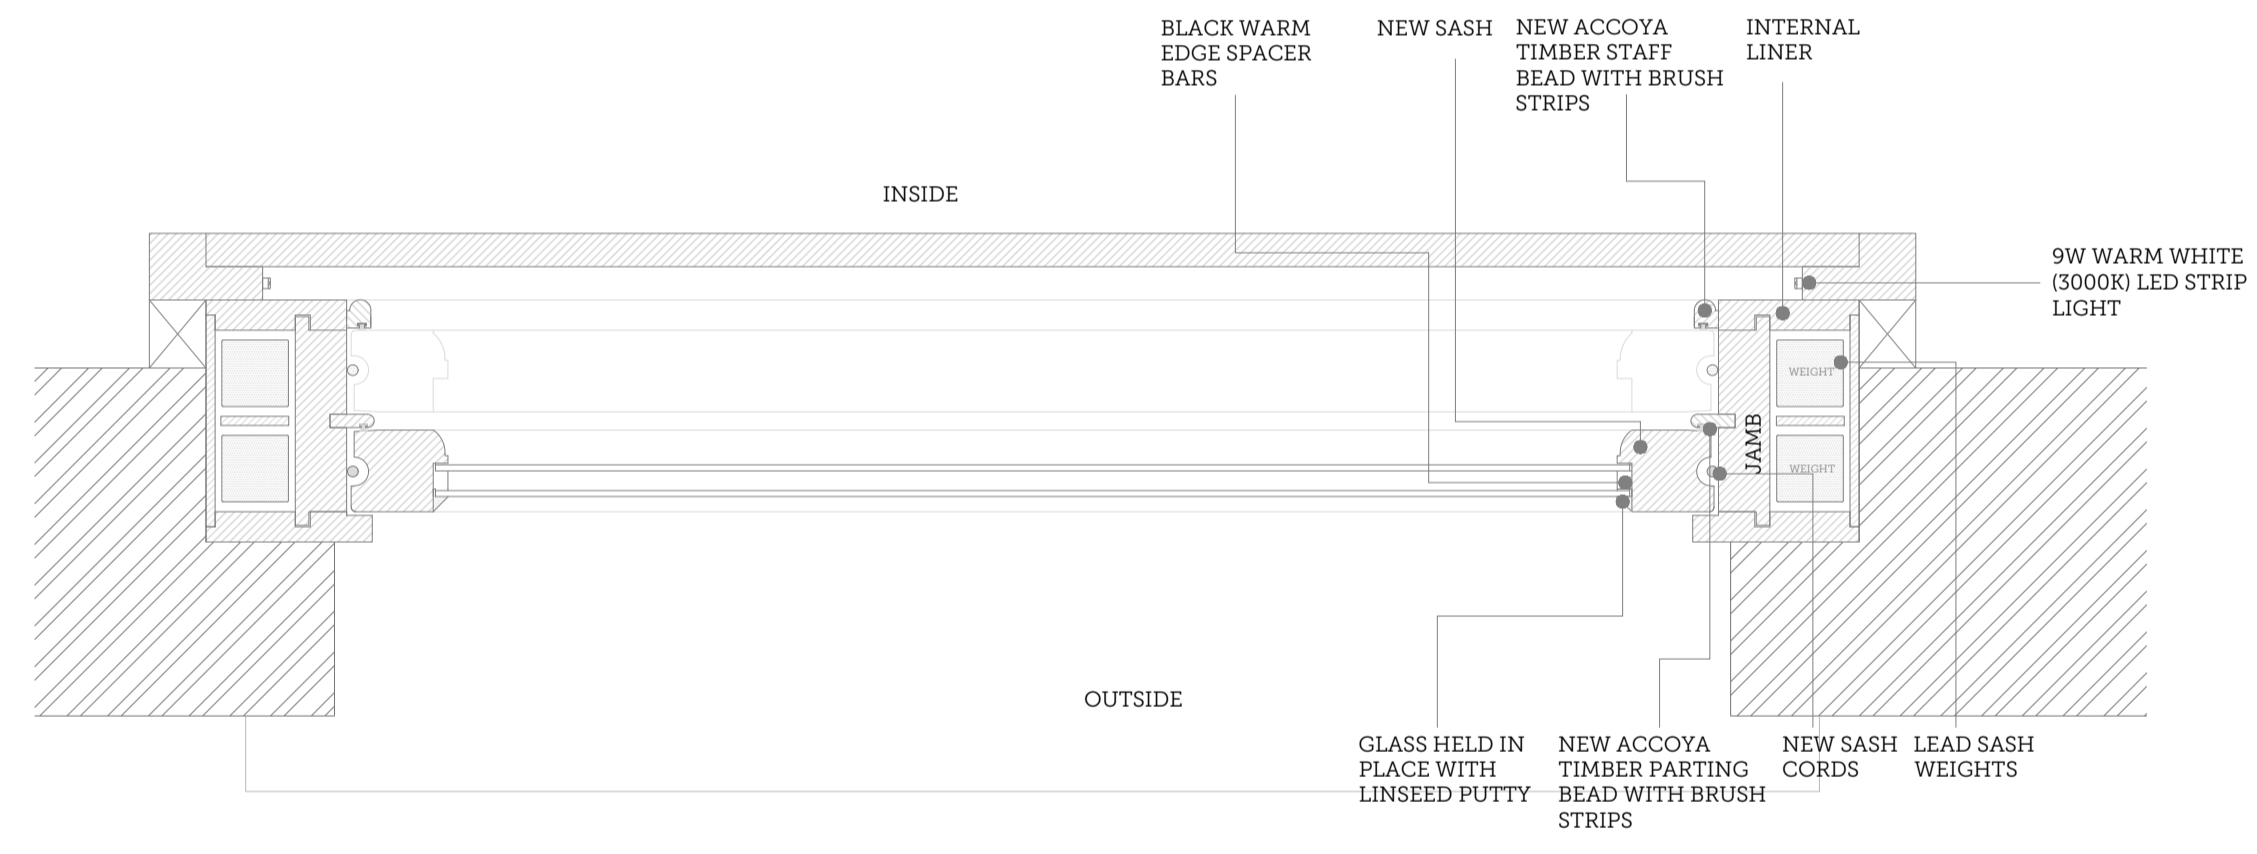 BLACK WARM
EDGE SPACER
BARS
NEW SASH
NEW ACCOYA
TIMBER STAFF
BEAD WITH BRUSH
STRIPS
INTERNAL
LINER
INSIDE
9W WARM WHITE
(3000K) LED STRIP
LIGHT
WEIGHT
JAMB
WEIGHT
OUTSIDE
GLASS HELD IN
PLACE WITH
LINSEED PUTTY
NEW ACCOYA
TIMBER PARTING
BEAD WITH BRUSH
STRIPS
NEW SASH
CORDS
LEAD SASH
WEIGHTS